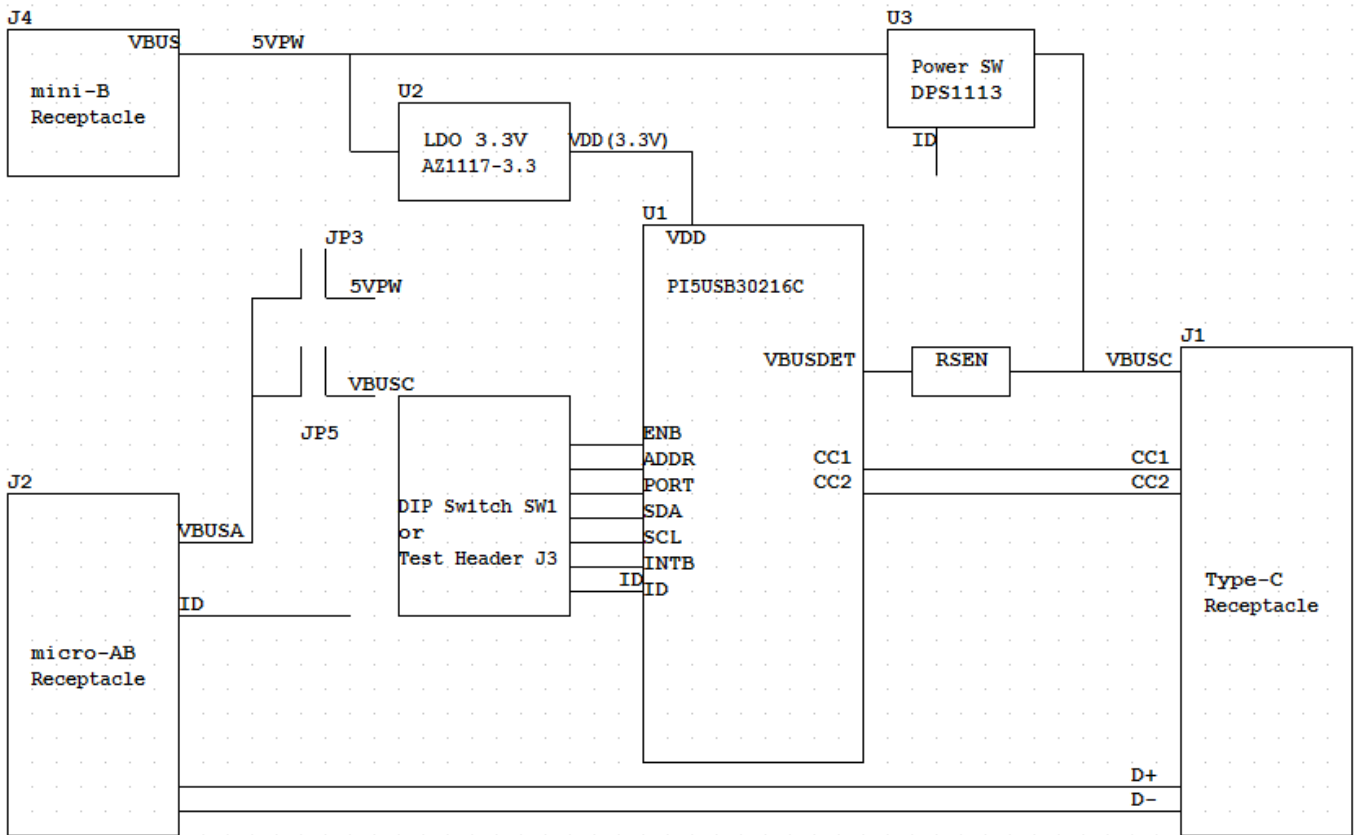 J4
U3
VBUS
5VPW
Power SW
DPS1113
mini-B
Receptacle
U2
LDO 3.3V
AZ1117-3.3
VDD(3.3V)
ID
U1
JP3
VDD
5VPW
PI5USB30216C
J1
VBUSDET
RSEN
VBUSC
VBUSC
JP5
ENB
ADDR
CC1
CC1
J2
PORT
CC2
CC2
DIP Switch SW1
or
Test Header J3
SDA
VBUSA
SCL
INTB
ID
ID
Type-C
Receptacle
ID
micro-AB
Receptacle
D+
D-